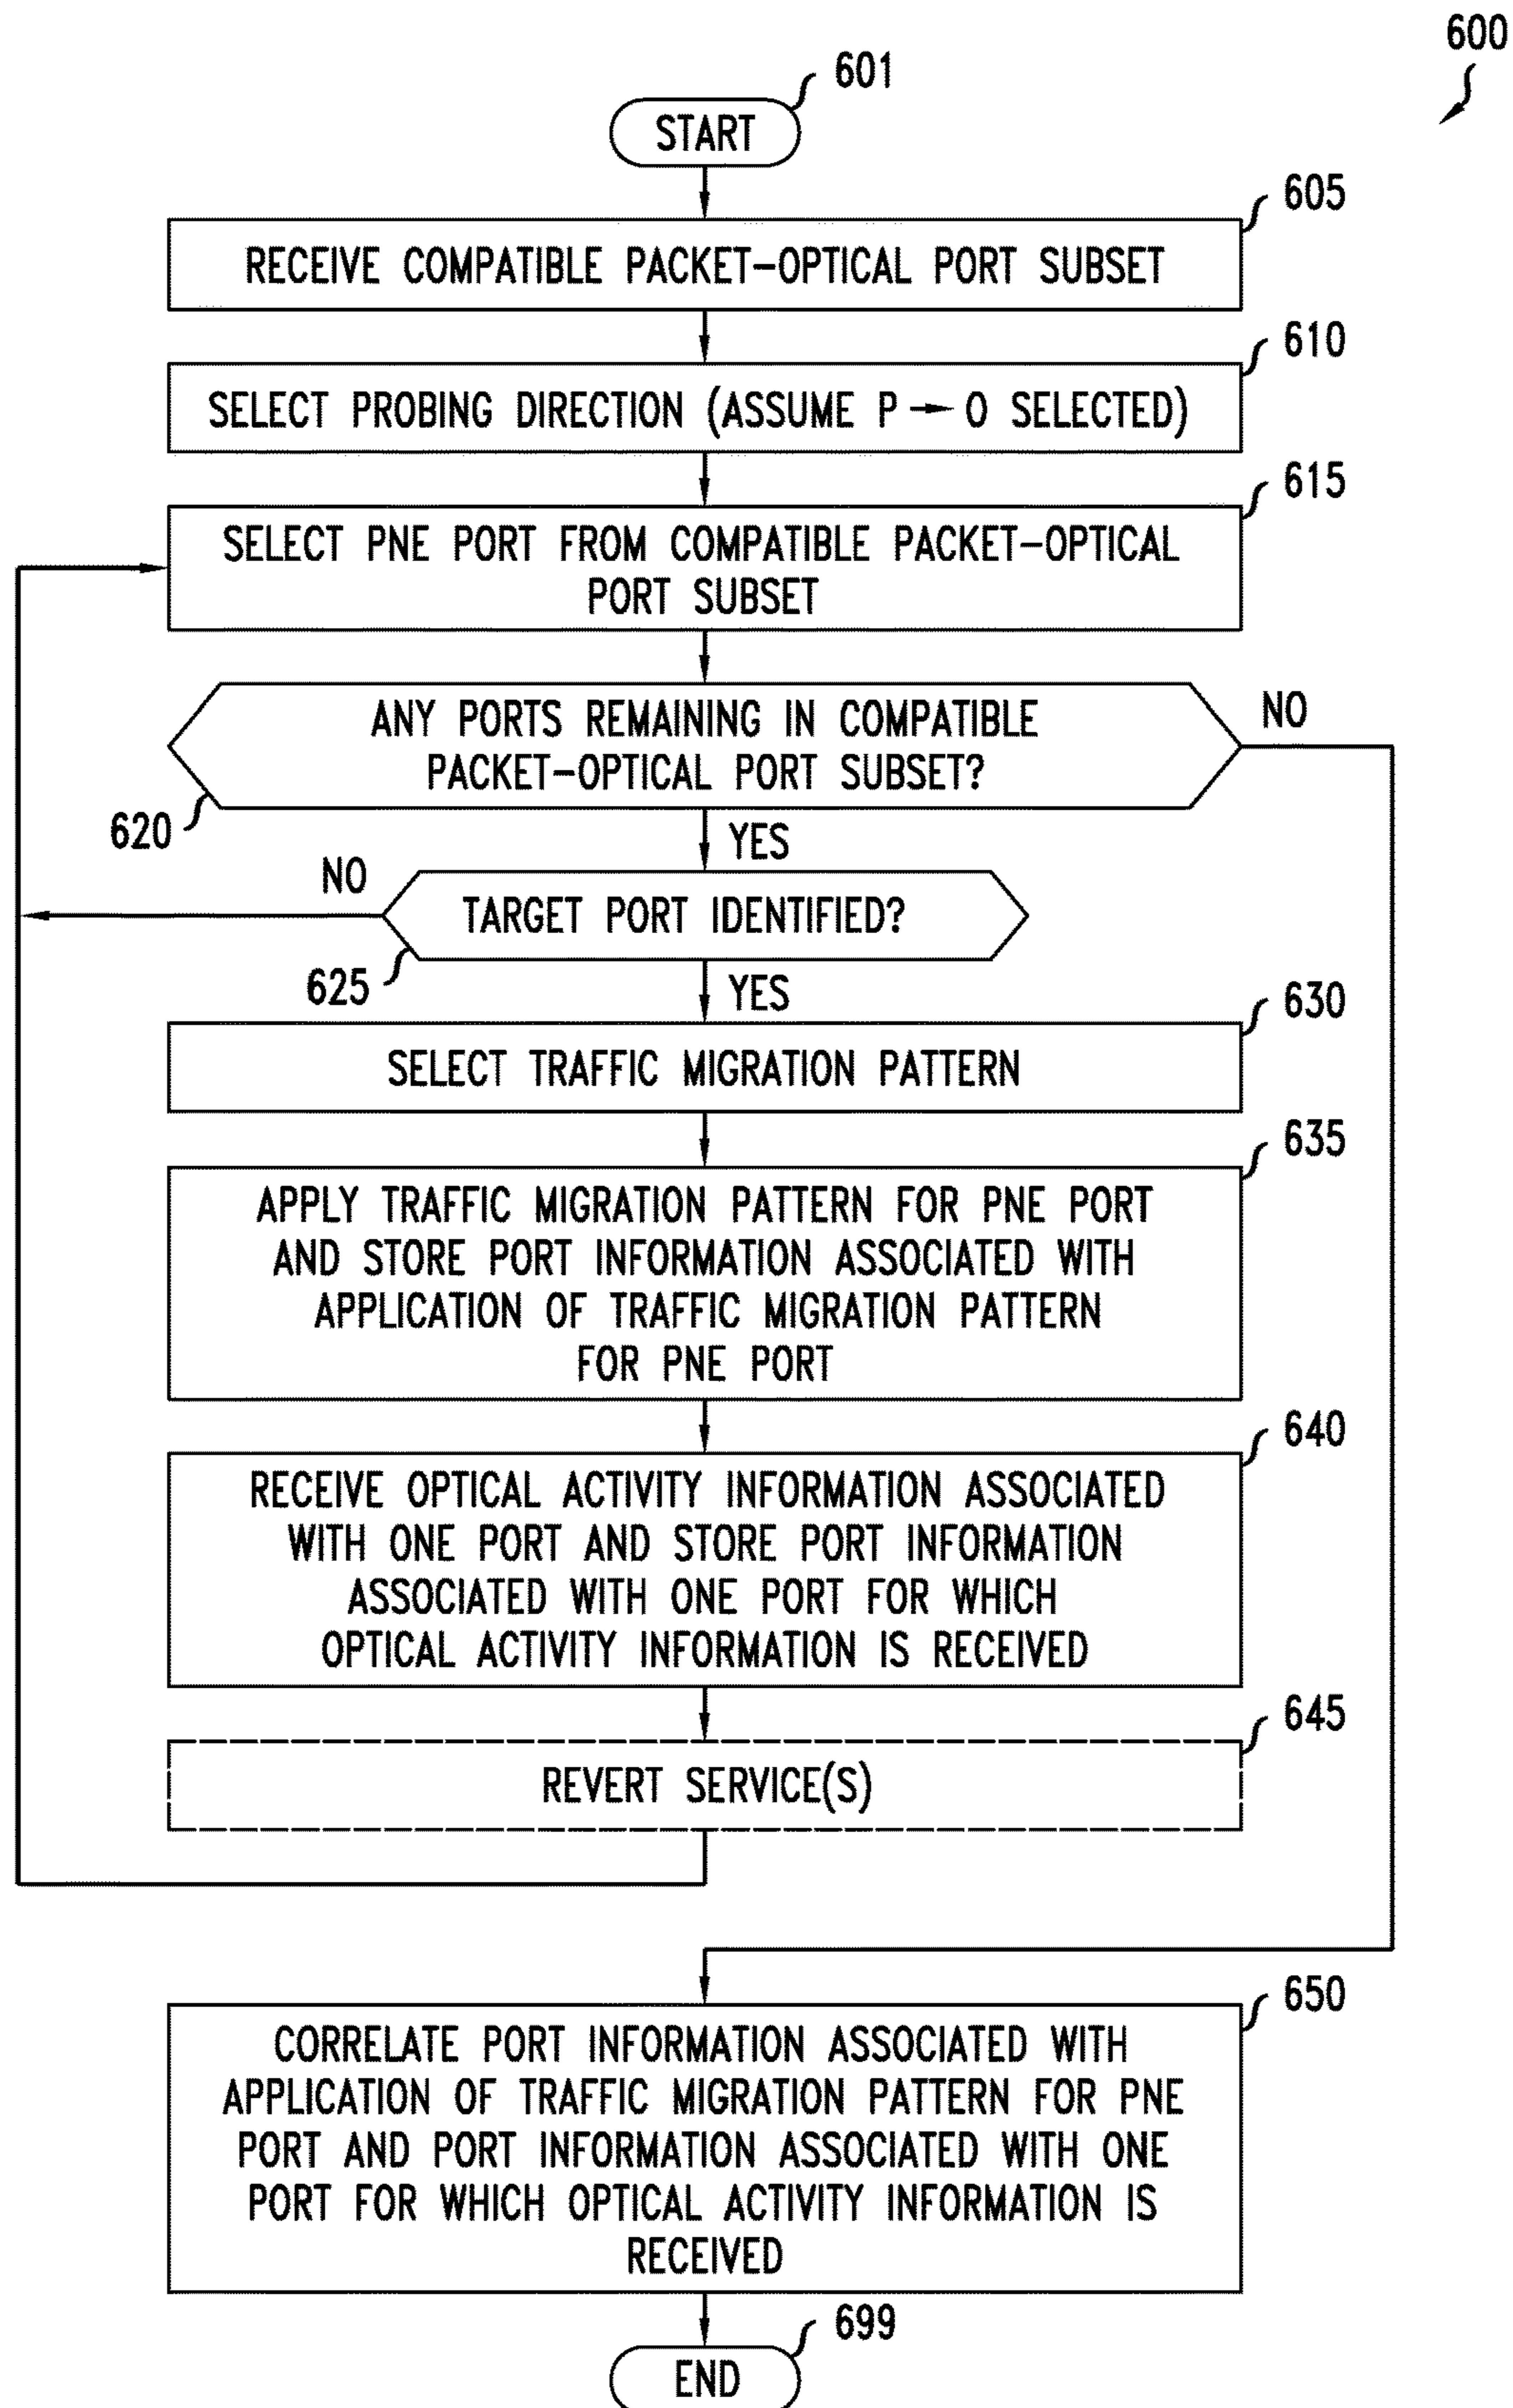 600
601
START
605
RECEIVE COMPATIBLE PACKET-OPTICAL PORT SUBSET
610
SELECT PROBING DIRECTION (ASSUME P → O SELECTED)
615
SELECT PNE PORT FROM COMPATIBLE PACKET-OPTICAL
PORT SUBSET
ANY PORTS REMAINING IN COMPATIBLE
PACKET-OPTICAL PORT SUBSET?
NO
620
YES
NO
TARGET PORT IDENTIFIED?
625
YES
630
SELECT TRAFFIC MIGRATION PATTERN
635
APPLY TRAFFIC MIGRATION PATTERN FOR PNE PORT
AND STORE PORT INFORMATION ASSOCIATED WITH
APPLICATION OF TRAFFIC MIGRATION PATTERN
FOR PNE PORT
640
RECEIVE OPTICAL ACTIVITY INFORMATION ASSOCIATED
WITH ONE PORT AND STORE PORT INFORMATION
ASSOCIATED WITH ONE PORT FOR WHICH
OPTICAL ACTIVITY INFORMATION IS RECEIVED
645
REVERT SERVICE(S)
650
CORRELATE PORT INFORMATION ASSOCIATED WITH
APPLICATION OF TRAFFIC MIGRATION PATTERN FOR PNE
PORT AND PORT INFORMATION ASSOCIATED WITH ONE
PORT FOR WHICH OPTICAL ACTIVITY INFORMATION IS
RECEIVED
699
END